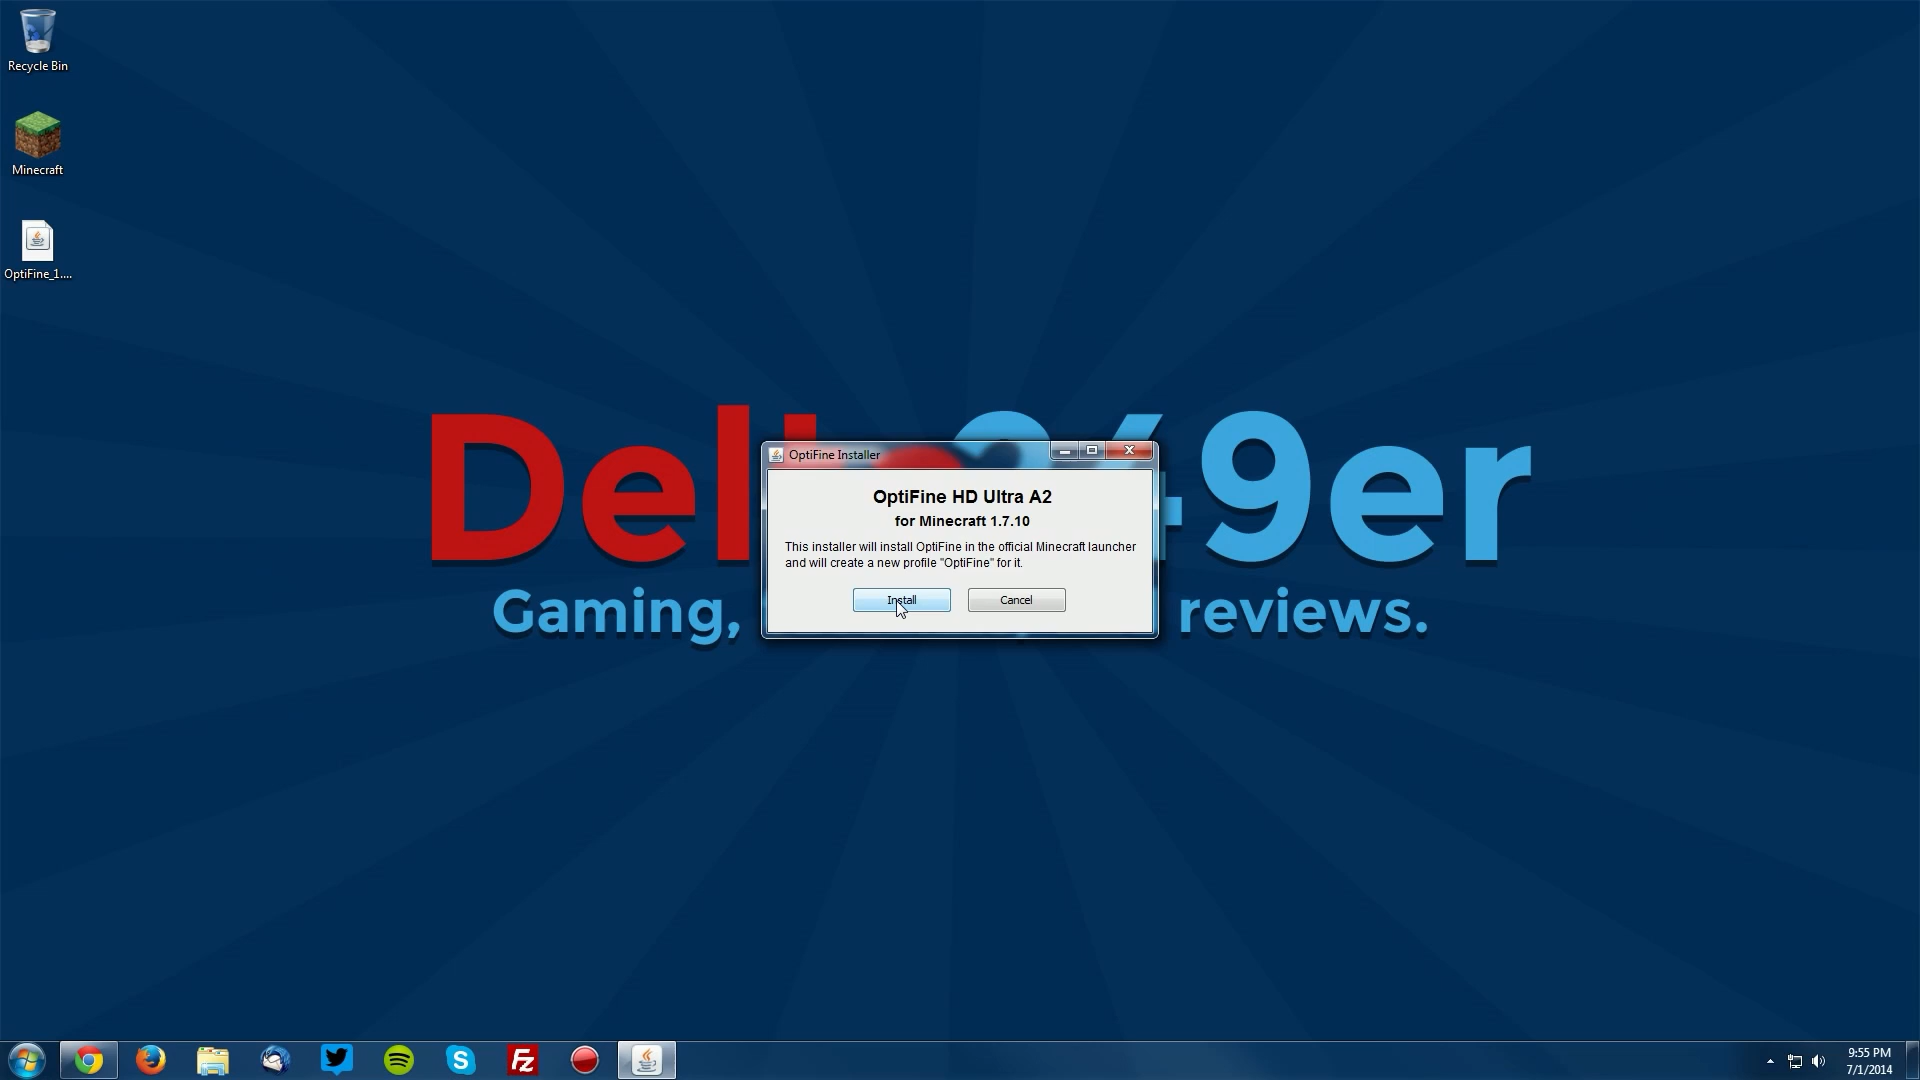 Recycle Bin
Minecraft
OptiFine_1....
OptiFine Installer
OptiFine HD Ultra A2
for Minecraft 1.7.10
This installer will install OptiFine in the official Minecraft launcher
and will create a new profile "OptiFine" for it.
Install
Cancel
49er
Gaming,
reviews.
9:55 PM
7/1/2014